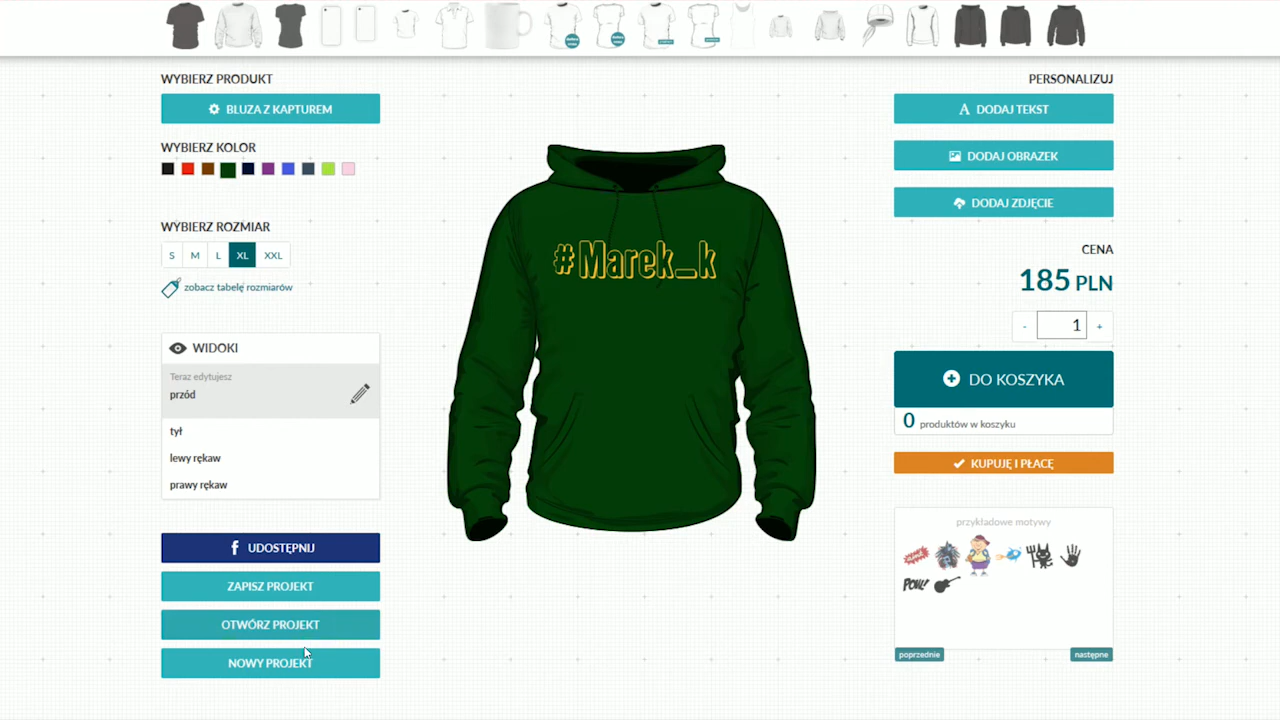 WYBIERZ PRODUKT
BLUZA Z KAPTUREM
WYBIERZ KOLOR
WYBIERZ ROZMIAR
S M L XL XXL
zobacz tabelę rozmiarów
WIDOKI
Teraz edytujesz
przód
tył
lewy rękaw
prawy rękaw
UDOSTĘPNIJ
ZAPISZ PROJEKT
OTWÓRZ PROJEKT
NOWY PROJEKT
#Marek_k
PERSONALIZUJ
A DODAJ TEKST
DODAJ OBRAZEK
DODAJ ZDJĘCIE
CENA
185 PLN
- 1 +
DO KOSZYKA
0 produktów w koszyku
KUPUJĘ I PŁACĘ
przykładowe motywy
POW!
poprzednie
następne